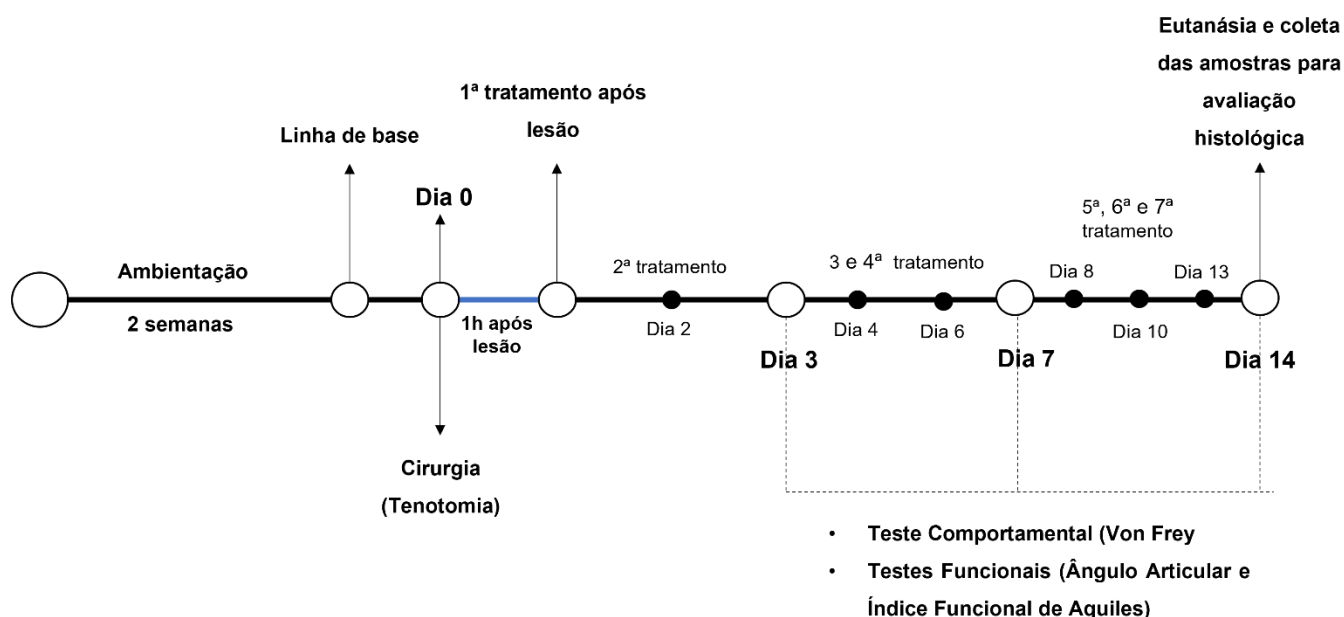 Eutanásia e coleta
das amostras para
avaliação
histológica
1ª tratamento após
lesão
Linha de base
Dia 0
5ª, 6ª e 7ª
tratamento
Ambientação
2ª tratamento
3 e 4ª tratamento
Dia 8
Dia 13
2 semanas
1h após
lesão
Dia 2
Dia 3
Dia 4
Dia 6
Dia 7
Dia 10
Dia 14
Cirurgia
(Tenotomia)
• Teste Comportamental (Von Frey
• Testes Funcionais (Ângulo Articular e
Índice Funcional de Aquiles)